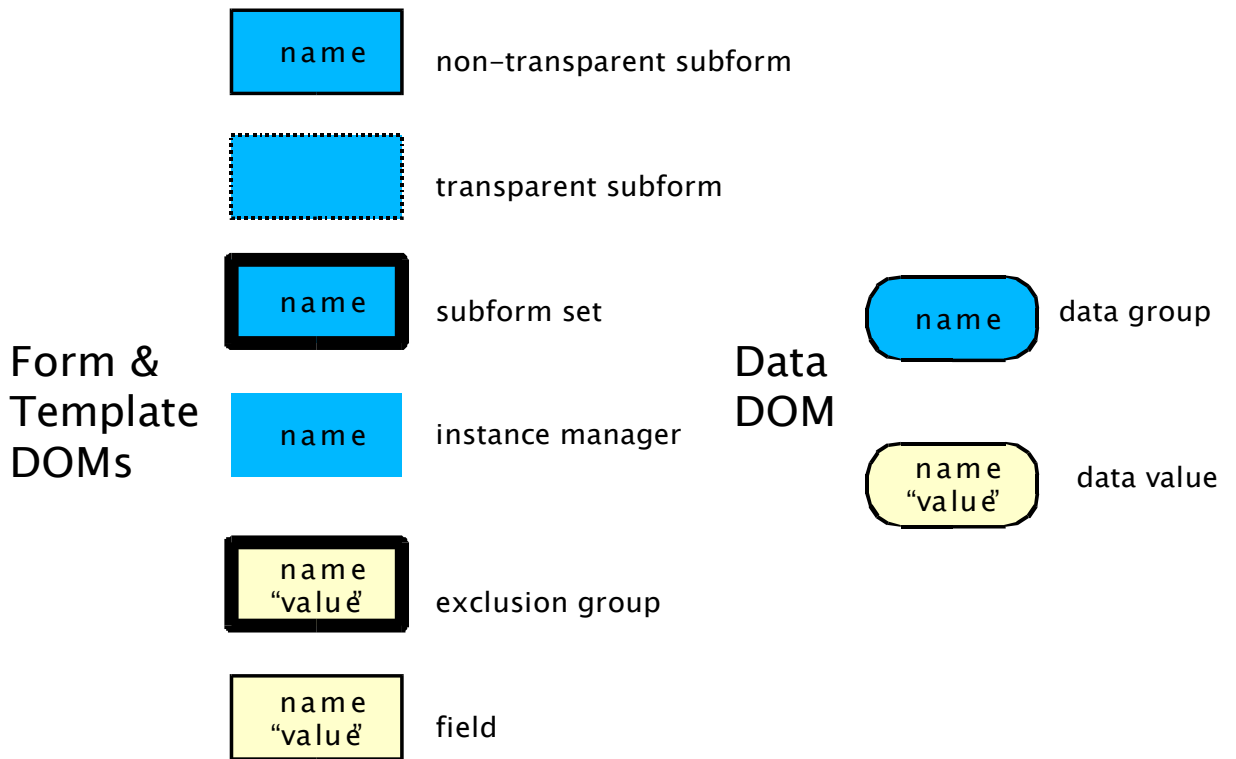 name
non-transparent subform
transparent subform
name
subform set
Form &
Template
DOMs
name
instance manager
name
“value”
exclusion group
name
“value”
field
Data
DOM
name
data group
name
“value”
data value